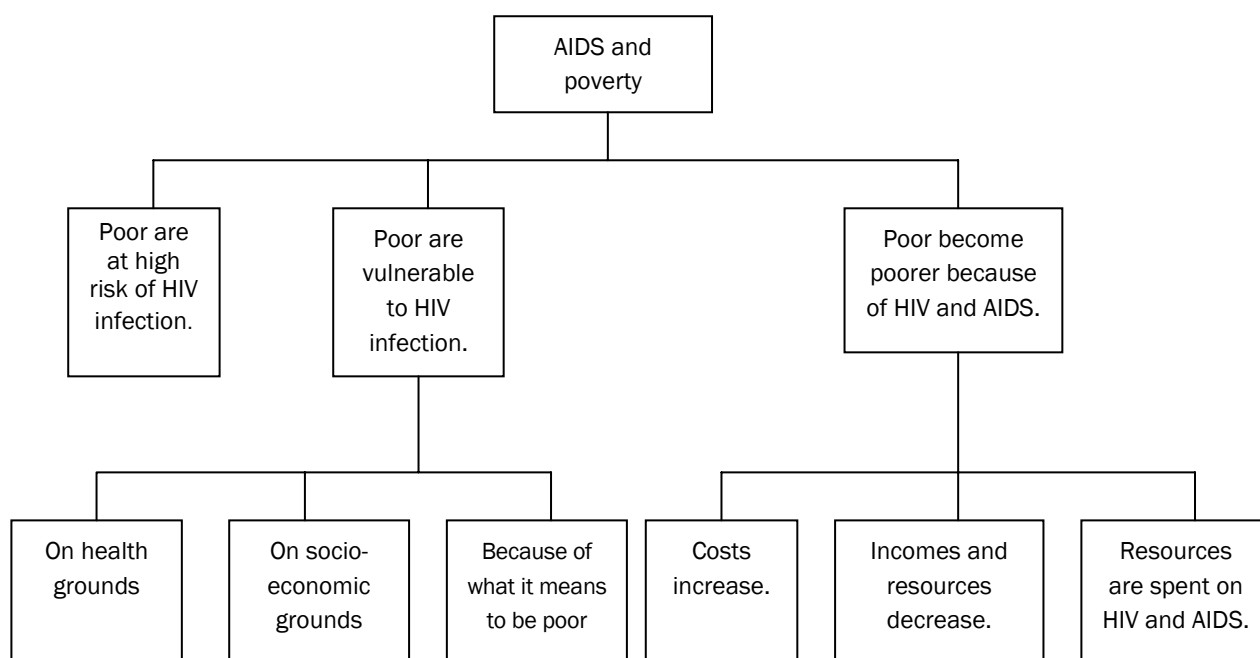 AIDS and
poverty
Poor are
at high
risk of HIV
infection.
Poor are
vulnerable
to HIV
infection.
Poor become
poorer because
of HIV and AIDS.
On health
grounds
On socio-
economic
grounds
Because of
what it means
to be poor
Costs
increase.
Incomes and
resources
decrease.
Resources
are spent on
HIV and AIDS.